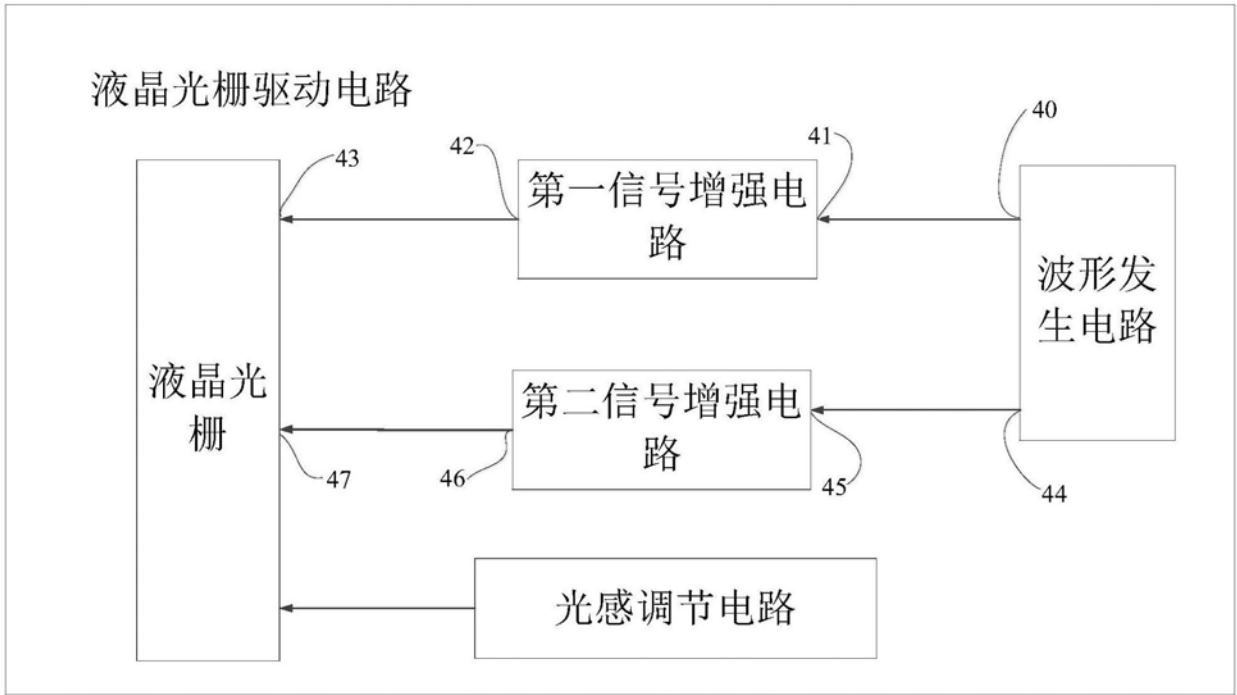 液晶光栅驱动电路
40
41
42
43
第一信号增强电
路
波形发
生电路
液晶光
栅
第二信号增强电
路
47
46
45
44
光感调节电路